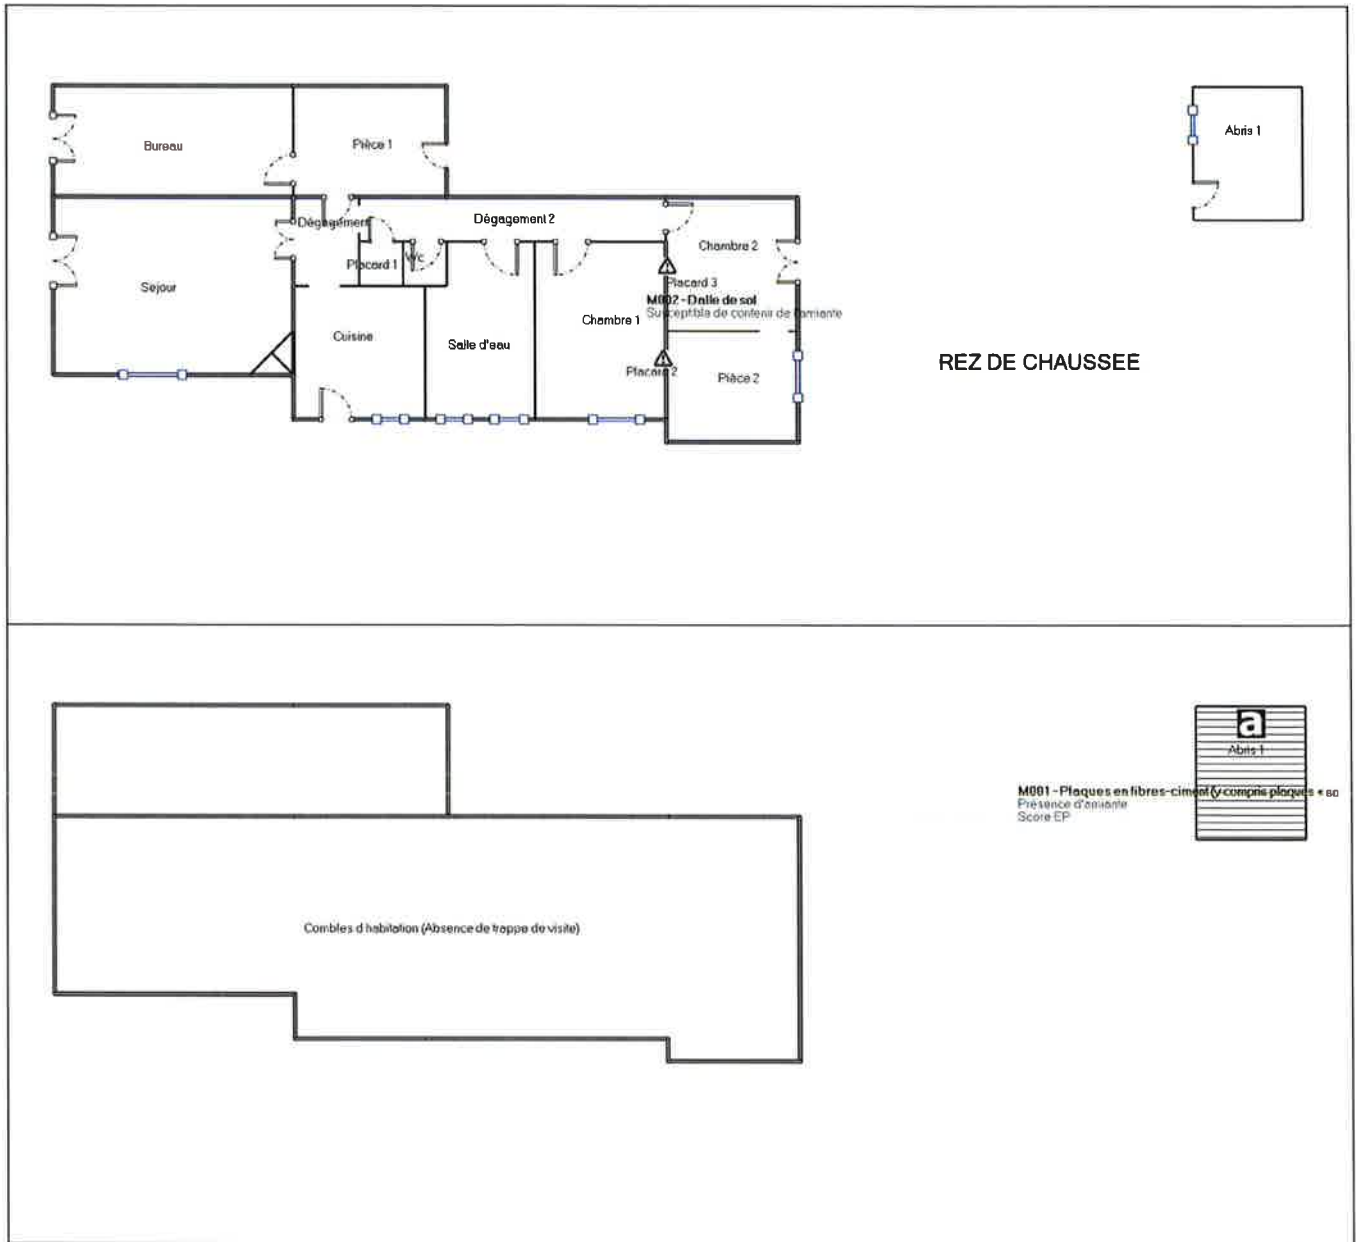 Bureau
Pièce 1
Abris 1
Dégagement
Dégagement 2
Placard 1
Wc
Chambre 2
Sejour
Placard 3
M002 - Dalle de sol
Susceptible de contenir de l'amiante
Chambre 1
Cuisine
Salle d'eau
Placard 2
Pièce 2
REZ DE CHAUSSEE
a
Abris 1
M001 - Plaques en fibres-ciment (y compris plaques « so
Présence d'amiante
Score EP
Combles d habitation (Absence de trappe de visite)